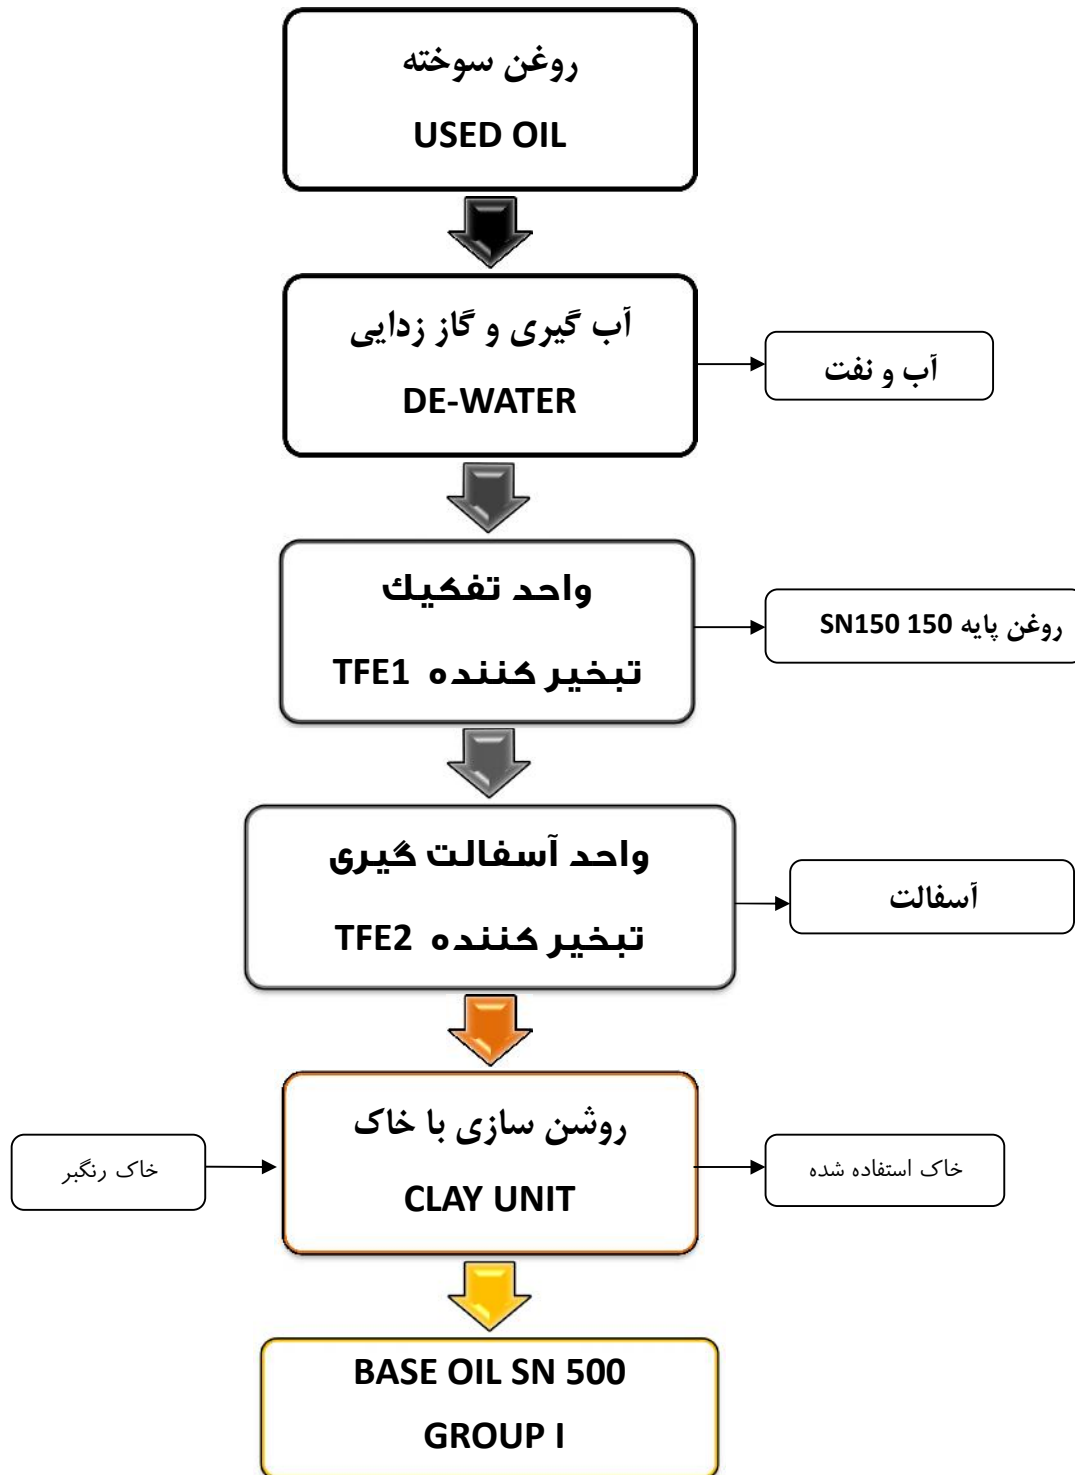 روغن سوخته
USED OIL
آب گیری و گاز زدایی
DE-WATER
آب و نفت
واحد تفکیك
تبخیر کننده TFE1
روغن پایه 150 SN150
واحد آسفالت گیری
تبخیر کننده TFE2
آسفالت
روشن سازی با خاک
CLAY UNIT
خاک رنگبر
خاک استفاده شده
BASE OIL SN 500
GROUP I